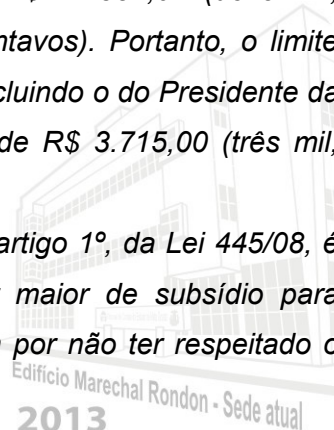 ntavos). Portanto, o limite
cluindo o do Presidente da
de R$ 3.715,00 (três mil,
artigo 1º, da Lei 445/08, é
maior de subsídio para
por não ter respeitado o
Edifício Marechal Rondon - Sede atual
2013